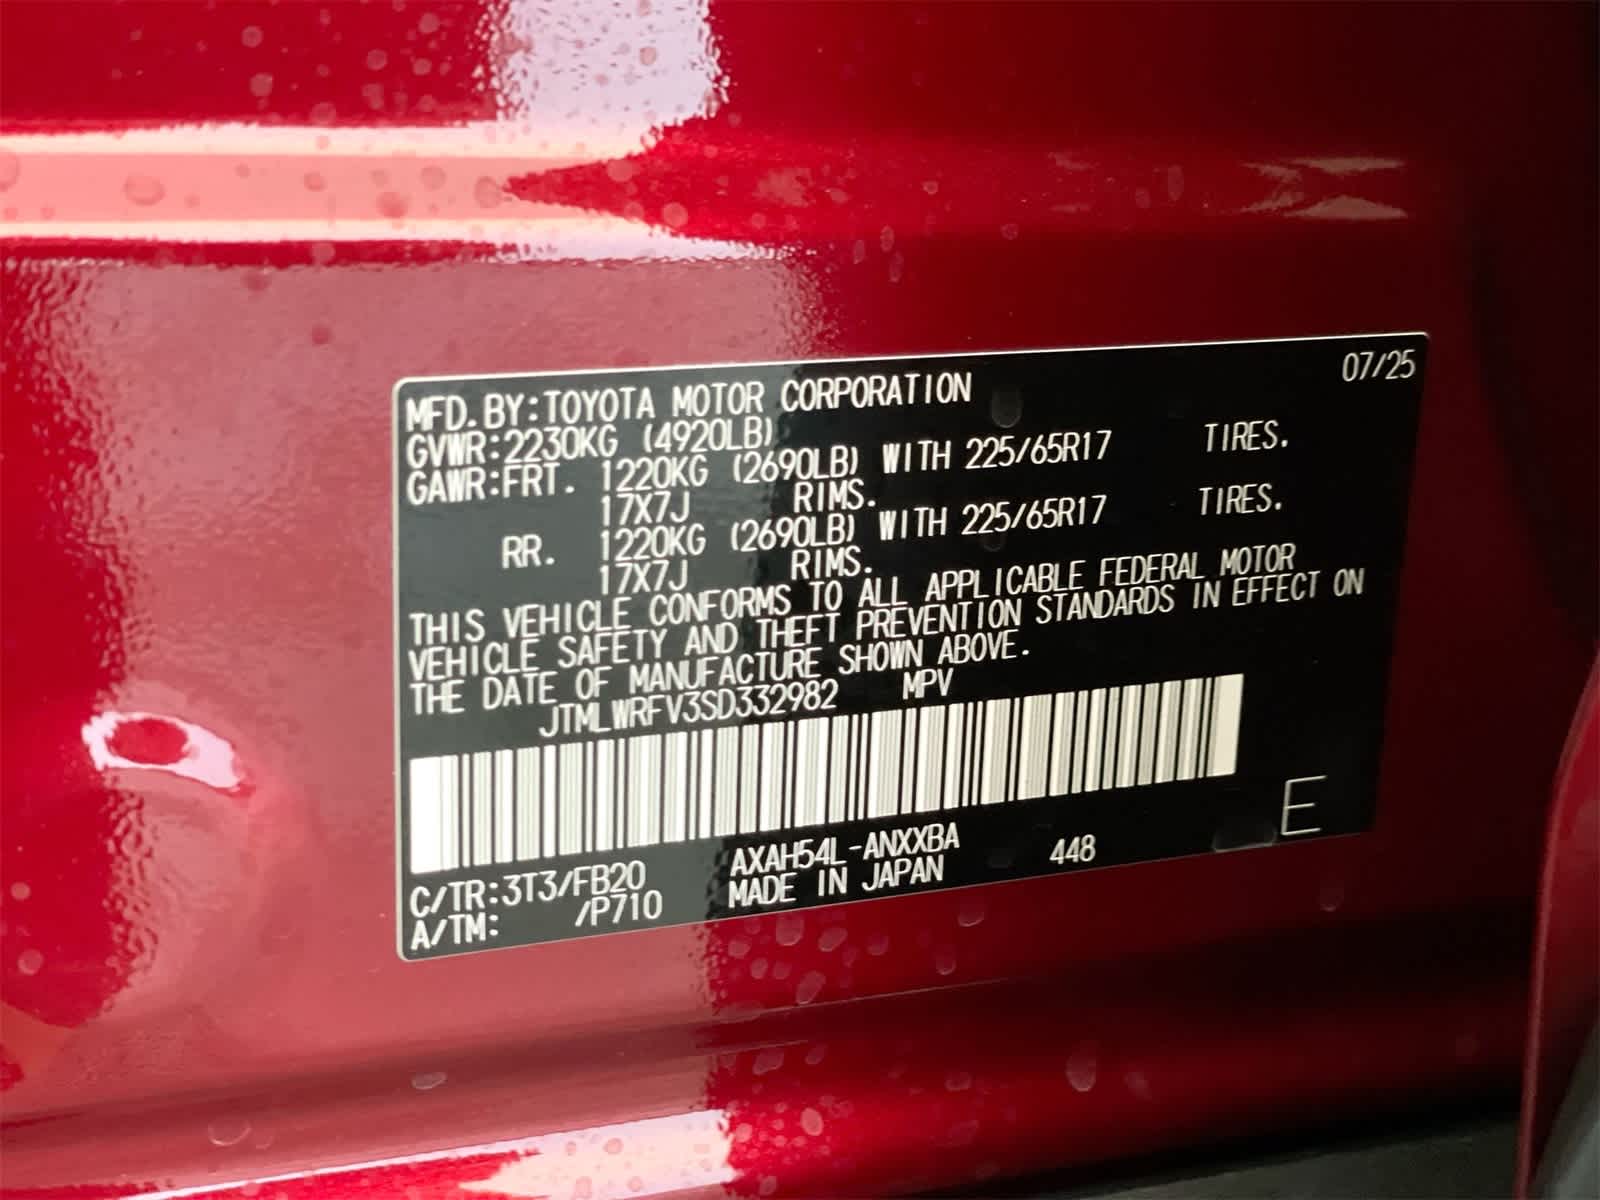 07/25
MFD.BY:TOYOTA MOTOR CORPORATION
GVWR:2230KG (4920LB)
GAWR:FRT. 1220KG (2690LB) WITH 225/65R17 TIRES.
17X7J RIMS.
RR. 1220KG (2690LB) WITH 225/65R17 TIRES.
17X7J RIMS.
THIS VEHICLE CONFORMS TO ALL APPLICABLE FEDERAL MOTOR
VEHICLE SAFETY AND THEFT PREVENTION STANDARDS IN EFFECT ON
THE DATE OF MANUFACTURE SHOWN ABOVE.
JTMLWRFV3SD332982 MPV
E
C/TR:3T3/FB20 AXAH54L-ANXXBA 448
A/TM: /P710 MADE IN JAPAN